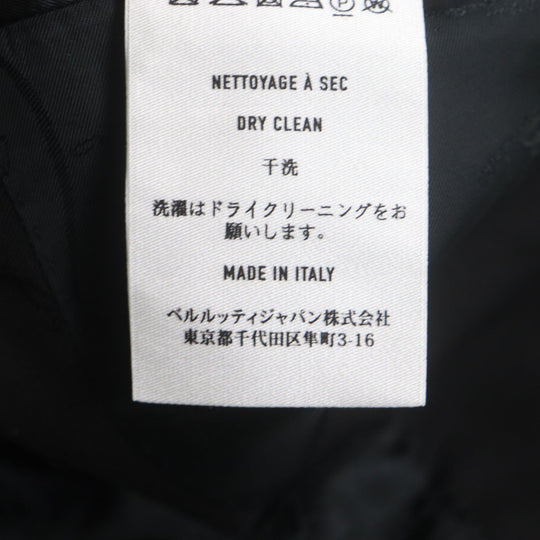 NETTOYAGE À SEC
DRY CLEAN
干洗
洗濯はドライクリーニングをお
願いします。
MADE IN ITALY
ベルルッティジャパン株式会社
東京都千代田区隼町3-16